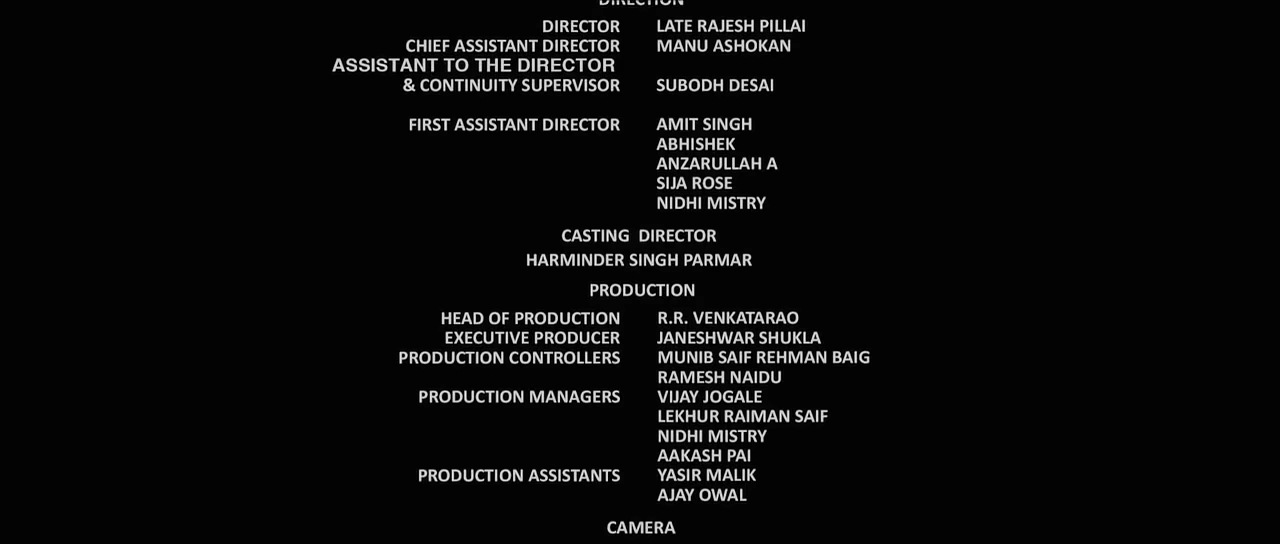 DIRECTION
DIRECTOR LATE RAJESH PILLAI
CHIEF ASSISTANT DIRECTOR MANU ASHOKAN
ASSISTANT TO THE DIRECTOR
& CONTINUITY SUPERVISOR SUBODH DESAI
FIRST ASSISTANT DIRECTOR AMIT SINGH
ABHISHEK
ANZARULLAH A
SIJA ROSE
NIDHI MISTRY
CASTING DIRECTOR
HARMINDER SINGH PARMAR
PRODUCTION
HEAD OF PRODUCTION R.R. VENKATARAO
EXECUTIVE PRODUCER JANESHWAR SHUKLA
PRODUCTION CONTROLLERS MUNIB SAIF REHMAN BAIG
RAMESH NAIDU
PRODUCTION MANAGERS VIJAY JOGALE
LEKHUR RAIMAN SAIF
NIDHI MISTRY
AAKASH PAI
PRODUCTION ASSISTANTS YASIR MALIK
AJAY OWAL
CAMERA